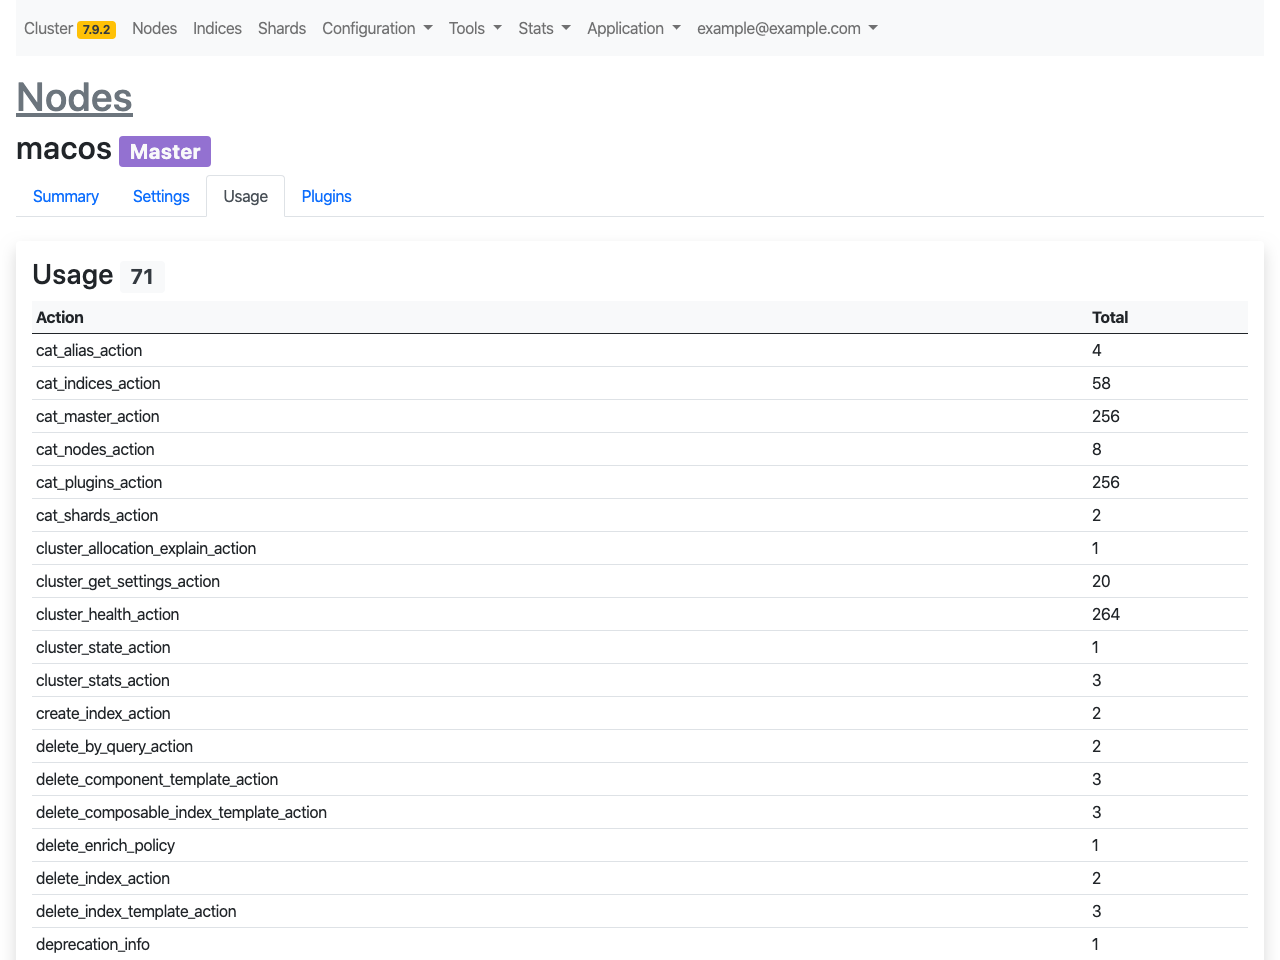 Cluster 7.9.2 Nodes Indices Shards Configuration Tools Stats Application example@example.com
Nodes
macos Master
Summary Settings Usage Plugins
Usage 71
Action Total
cat_alias_action 4
cat_indices_action 58
cat_master_action 256
cat_nodes_action 8
cat_plugins_action 256
cat_shards_action 2
cluster_allocation_explain_action 1
cluster_get_settings_action 20
cluster_health_action 264
cluster_state_action 1
cluster_stats_action 3
create_index_action 2
delete_by_query_action 2
delete_component_template_action 3
delete_composable_index_template_action 3
delete_enrich_policy 1
delete_index_action 2
delete_index_template_action 3
deprecation_info 1